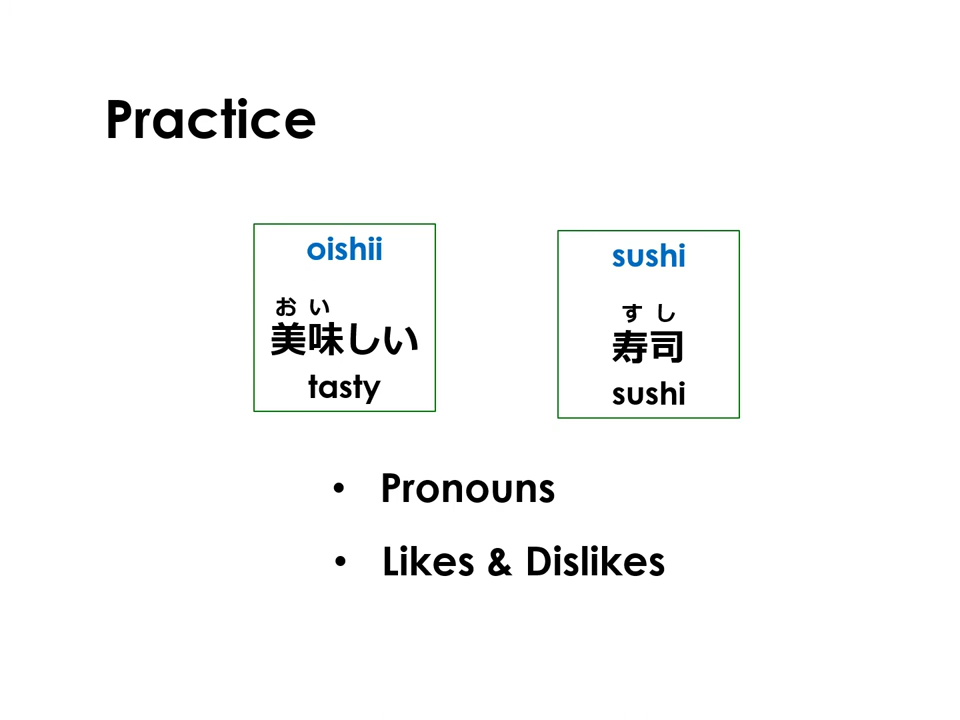 Practice
oishii
おい
美味しい
tasty
sushi
すし
寿司
sushi
• Pronouns
• Likes & Dislikes